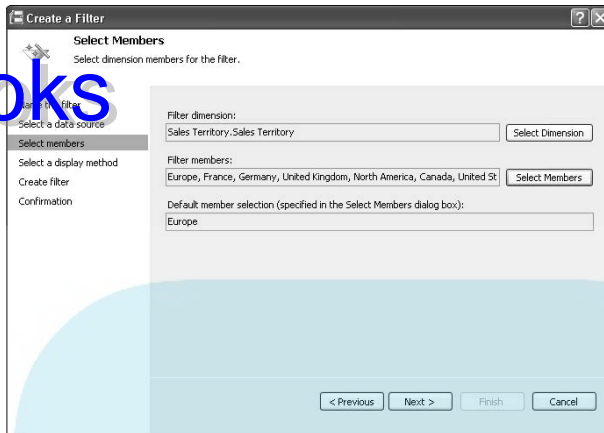 Create a Filter
Select Members
Select dimension members for the filter.
oks
filter
Select a data source
Select members
Select a display method
Create filter
Confirmation
Filter dimension:
Sales Territory.Sales Territory
Select Dimension
Filter members:
Europe, France, Germany, United Kingdom, North America, Canada, United St
Select Members
Default member selection (specified in the Select Members dialog box):
Europe
< Previous
Next >
Finish
Cancel